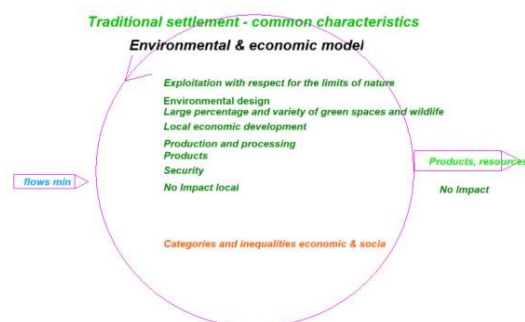 Traditional settlement - common characteristics
Environmental & economic model
Exploitation with respect for the limits of nature
Environmental design
Large percentage and variety of green spaces and wildlife
Local economic development
Production and processing
Products
Security
No Impact local
Categories and inequalities economic & socia
flows min
Products, resources
No Impact